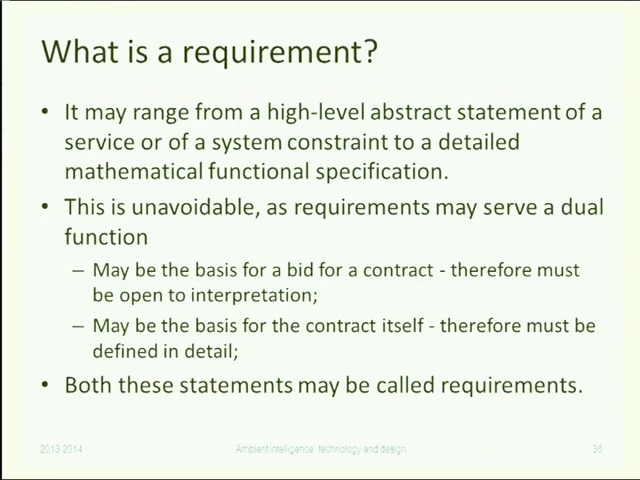 What is a requirement?
• It may range from a high-level abstract statement of a
service or of a system constraint to a detailed
mathematical functional specification.
• This is unavoidable, as requirements may serve a dual
function
– May be the basis for a bid for a contract - therefore must
be open to interpretation;
– May be the basis for the contract itself - therefore must be
defined in detail;
• Both these statements may be called requirements.
2013-2014 Ambient intelligence: technology and design 35